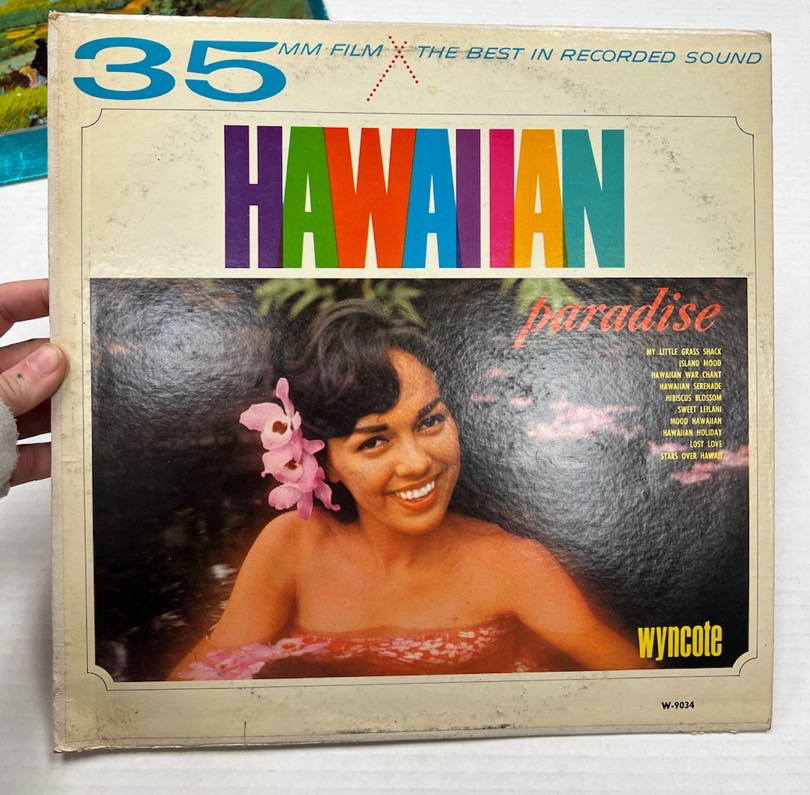 35 MM FILM THE BEST IN RECORDED SOUND
HAWAIIAN
paradise
MY LITTLE GRASS SHACK
ISLAND MOOD
HAWAIIAN WAR CHANT
HAWAIIAN SERENADE
HIBISCUS BLOSSOM
SWEET LEILANI
MOOD HAWAIIAN
HAWAIIAN HOLIDAY
LOST LOVE
STARS OVER HAWAII
wyncote
W-9034